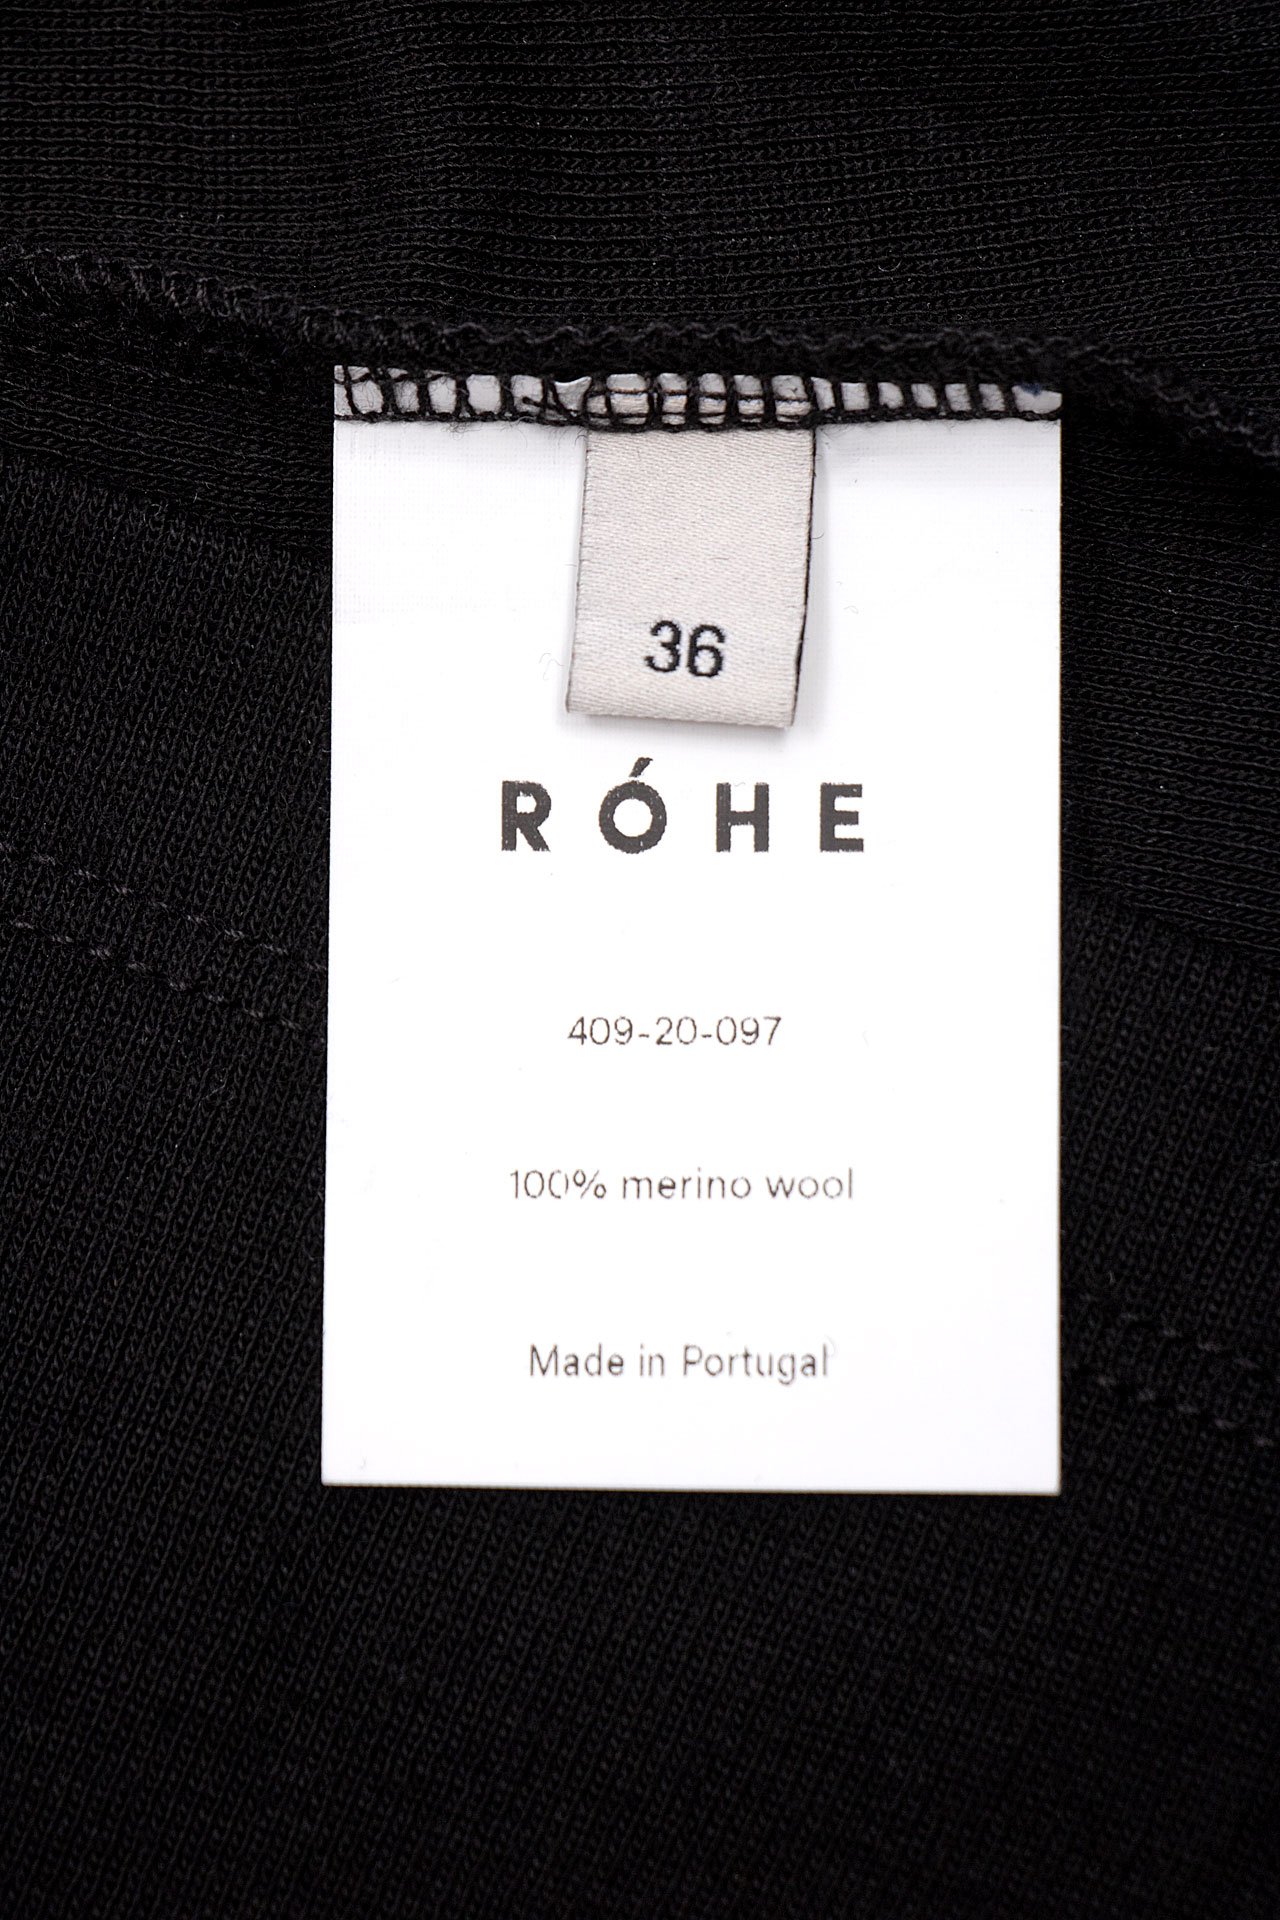 36
RÓHE
409-20-097
100% merino wool
Made in Portugal